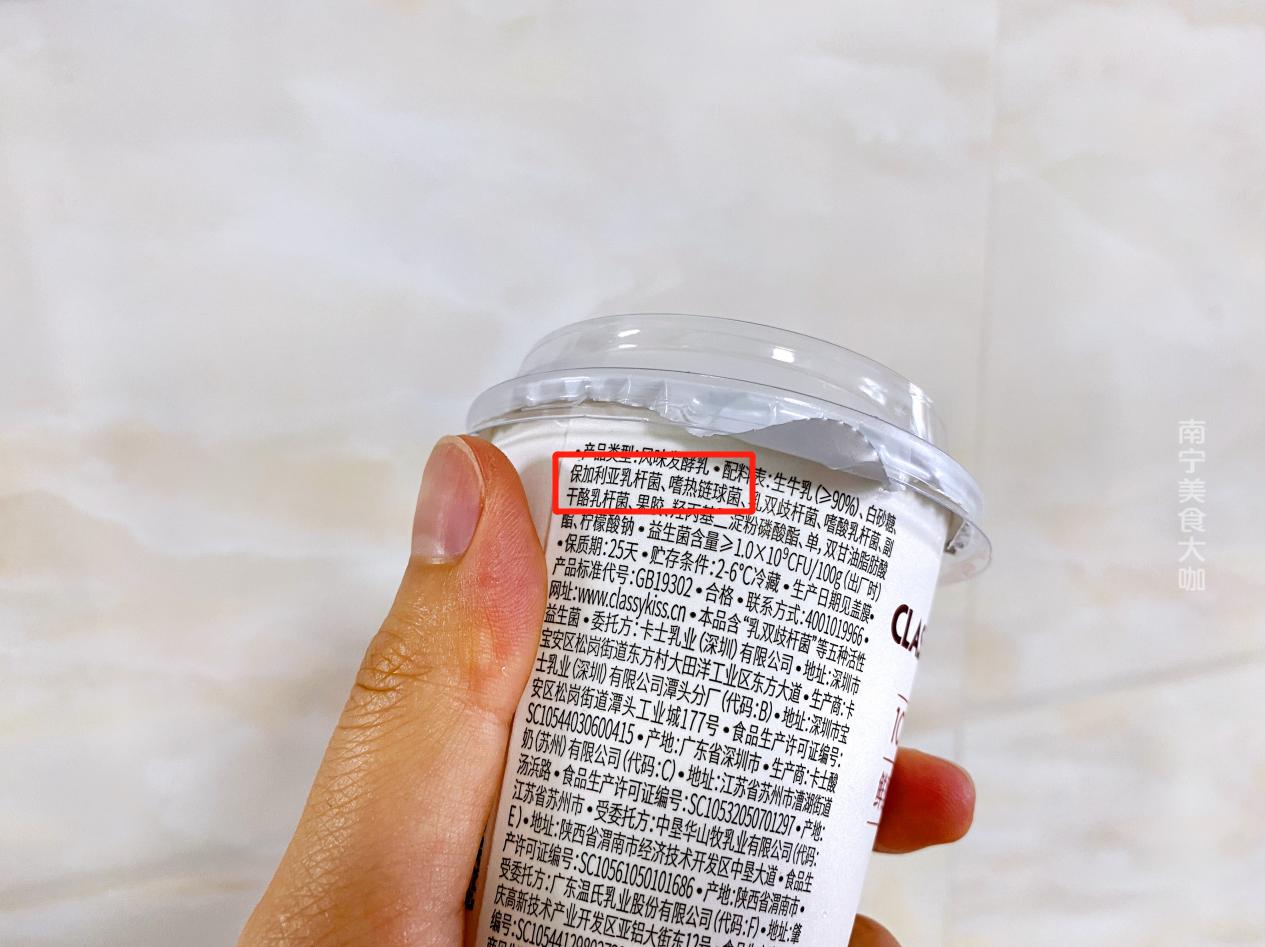 •产品类型:风味发酵乳•配料表:生牛乳(≥90%)、白砂糖、
保加利亚乳杆菌、嗜热链球菌、乳双歧杆菌、嗜酸乳杆菌、副
干酪乳杆菌、果胶、羟丙基二淀粉磷酸酯、单,双甘油脂肪酸
酯、柠檬酸钠•益生菌含量≥1.0×10⁹CFU/100g(出厂时)
•保质期:25天•贮存条件:2-6°C冷藏•生产日期见盖膜•
产品标准代号:GB19302•合格•联系方式:4001019966•
网址:www.classykiss.cn•本品含“乳双歧杆菌”等五种活性
益生菌•委托方:卡士乳业(深圳)有限公司•地址:深圳市
宝安区松岗街道东方村大田洋工业区东方大道•生产商:卡
士乳业(深圳)有限公司潭头分厂(代码:B)•地址:深圳市宝
安区松岗街道潭头工业城177号•食品生产许可证编号:
SC10544030600415•产地:广东省深圳市•生产商:卡士酸
奶(苏州)有限公司(代码:C)•地址:江苏省苏州市漕湖街道
汤浜路•食品生产许可证编号:SC10532050701297•产地:
江苏省苏州市•受委托方:中垦华山牧乳业有限公司(代码:
E)•地址:陕西省渭南市经济技术开发区中垦大道•食品生
产许可证编号:SC10561050101686•产地:陕西省渭南市•
受委托方:广东温氏乳业股份有限公司(代码:F)•地址:肇
庆高新技术产业开发区亚铝大街东12号•食品生产许可证
编号:SC1054412890
CLAS
南宁美食大咖